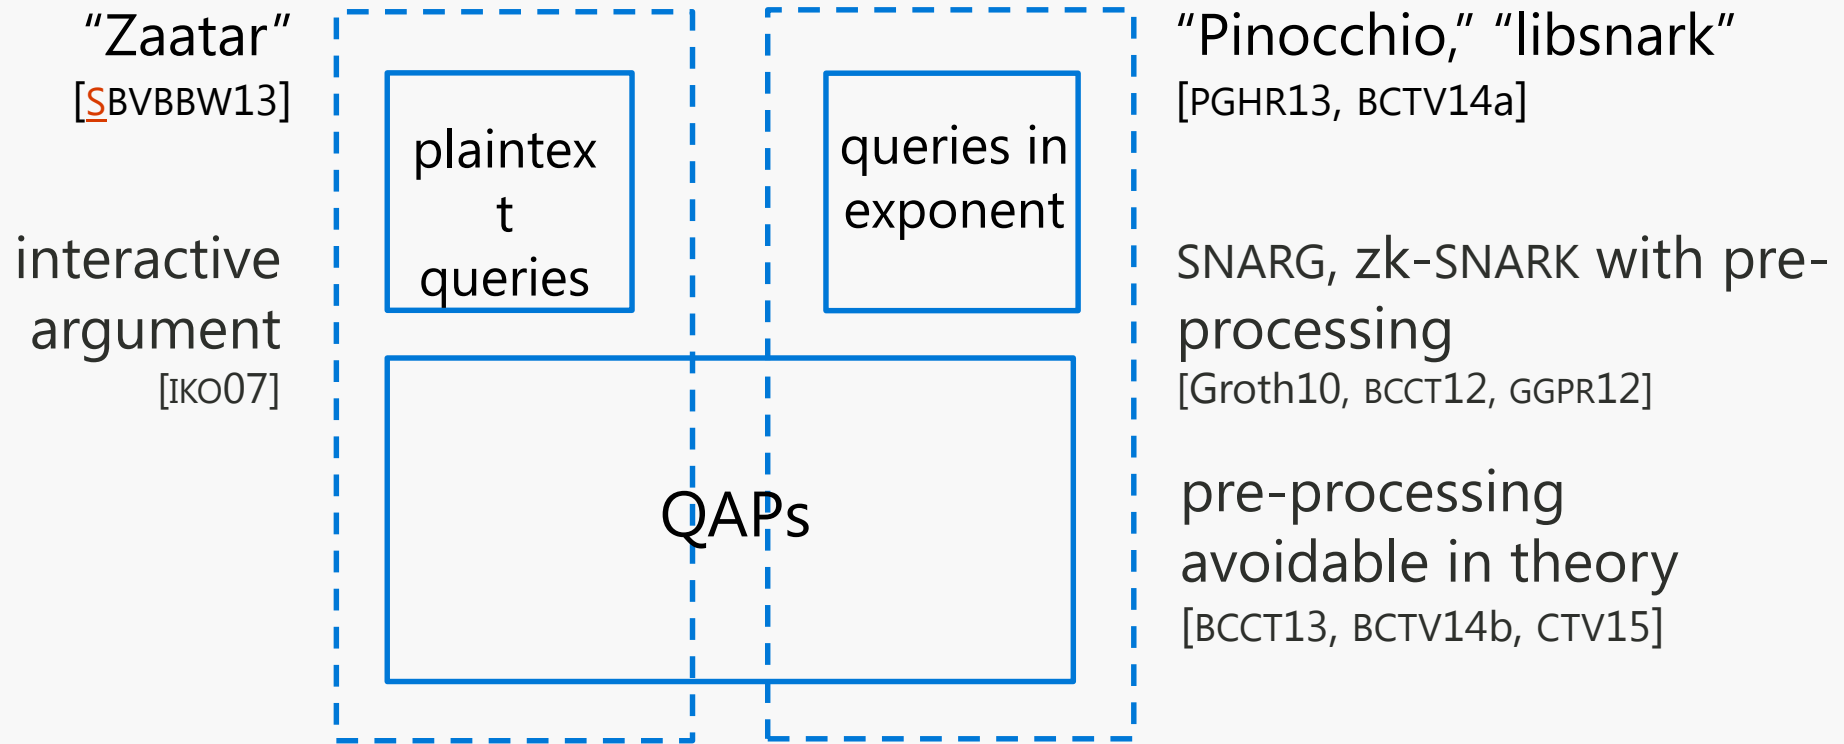 “Zaatar”
[SBVBBW13]
interactive
argument
[IKO07]
plaintex
t
queries
queries in
exponent
QAPs
“Pinocchio,” “libsnark”
[PGHR13, BCTV14a]
SNARG, zk-SNARK with pre-
processing
[Groth10, BCCT12, GGPR12]
pre-processing
avoidable in theory
[BCCT13, BCTV14b, CTV15]